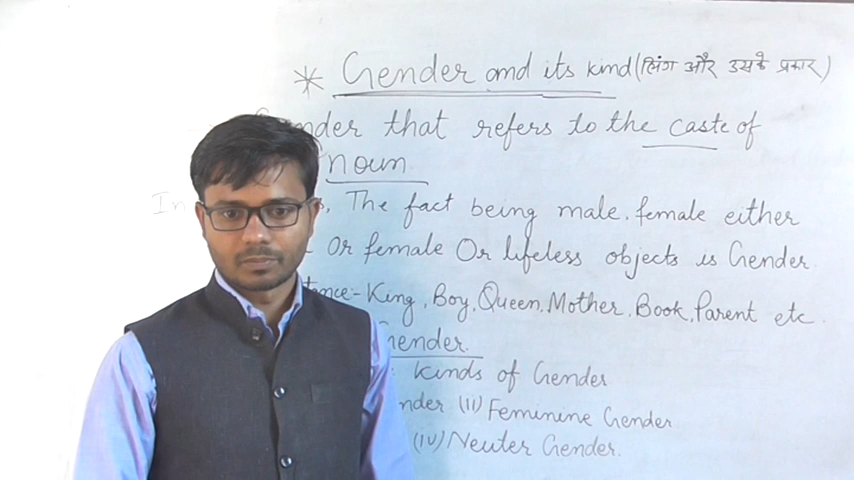 * Gender and its kind (लिंग और उसके प्रकार)
Gender that refers to the caste of
noun
In The fact being male, female either
Or female Or lifeless objects is Gender.
King, Boy, Queen, Mother, Book, Parent etc.
Gender.
kinds of Gender
(II) Feminine Gender
(IV) Neuter Gender.